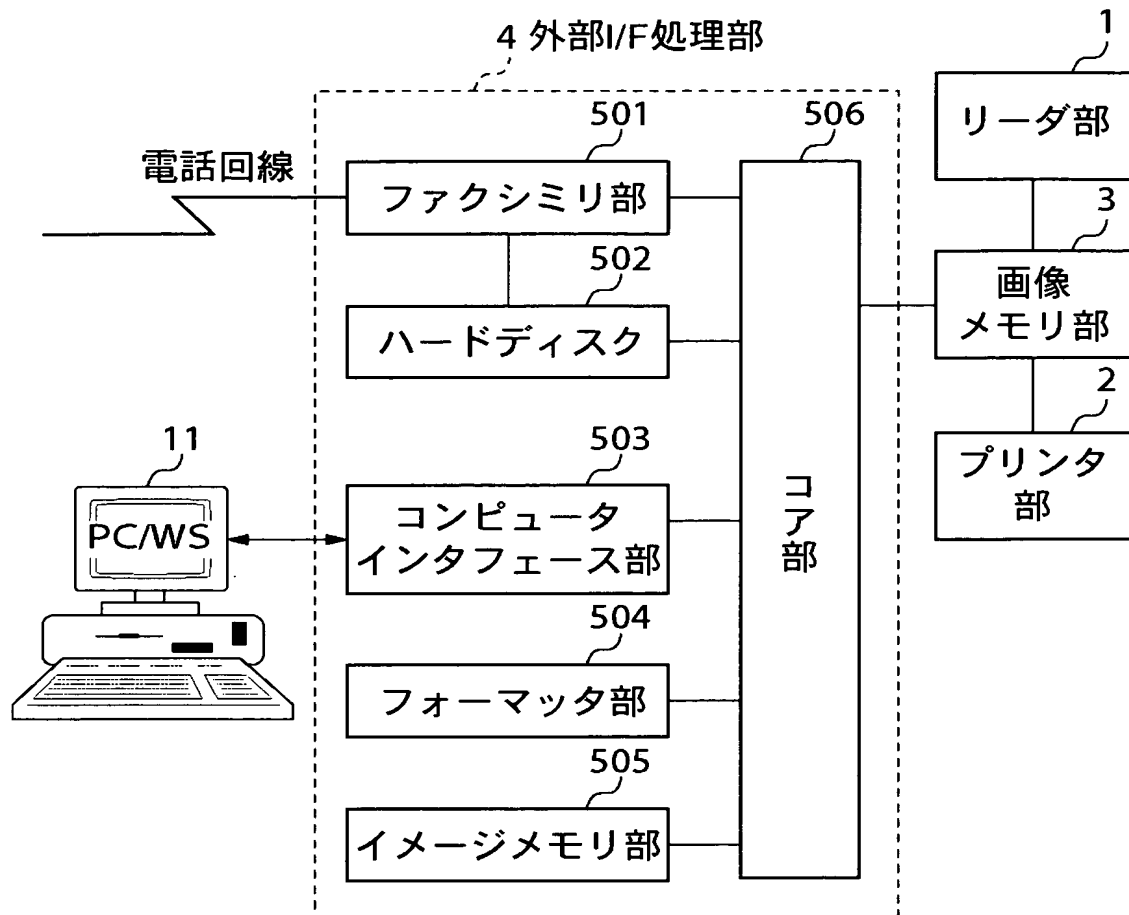 4 外部I/F処理部
1
リーダ部
501
506
電話回線
ファクシミリ部
3
画像
メモリ部
502
ハードディスク
2
プリンタ
部
11
PC/WS
503
コンピュータ
インタフェース部
コア部
504
フォーマッタ部
505
イメージメモリ部